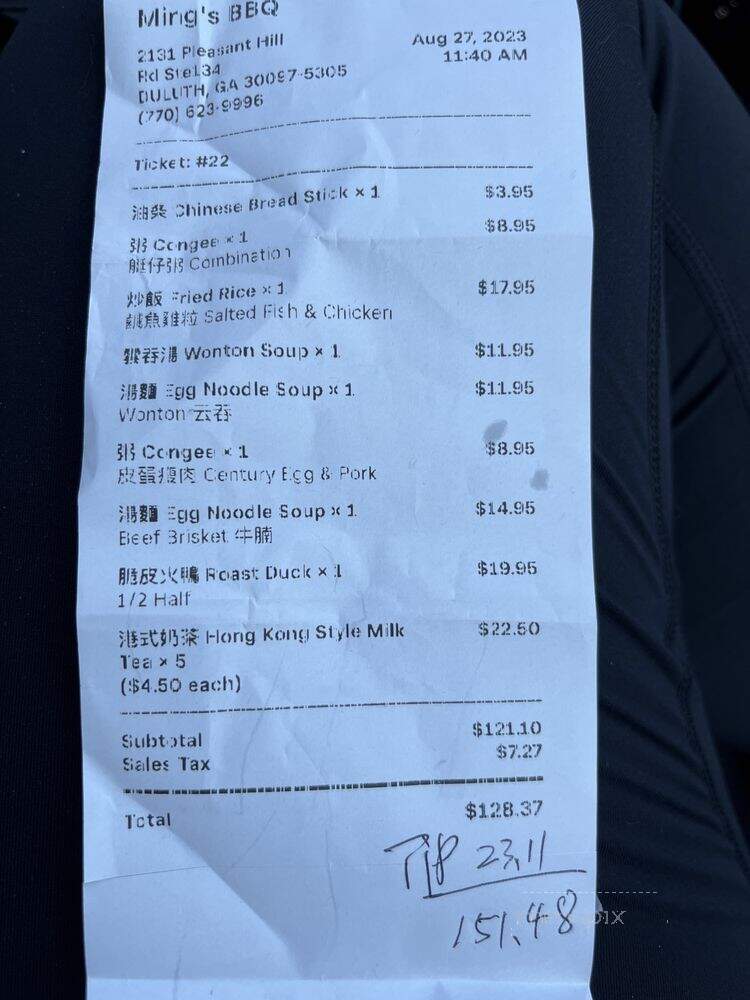 Ming's BBQ
2131 Pleasant Hill
Rd Ste134
DULUTH, GA 30097-5305
(770) 623-9996
Aug 27, 2023
11:40 AM
Ticket: #22
Chinese Bread Stick × 1 $3.95
粥 Congee × 1 $8.95
艇仔粥 Combination
炒飯 Fried Rice × 1 $17.95
鹹魚雞粒 Salted Fish & Chicken
Wonton Soup × 1 $11.95
湯麵 Egg Noodle Soup × 1 $11.95
Wonton 云吞
粥 Congee × 1 $8.95
皮蛋瘦肉 Century Egg & Pork
湯麵 Egg Noodle Soup × 1 $14.95
Beef Brisket 牛腩
脆皮火鴨 Roast Duck × 1 $19.95
1/2 Half
港式奶茶 Hong Kong Style Milk $22.50
Tea × 5
($4.50 each)
Subtotal $121.10
Sales Tax $7.27
Total $128.37
Tip 23.11
151.48